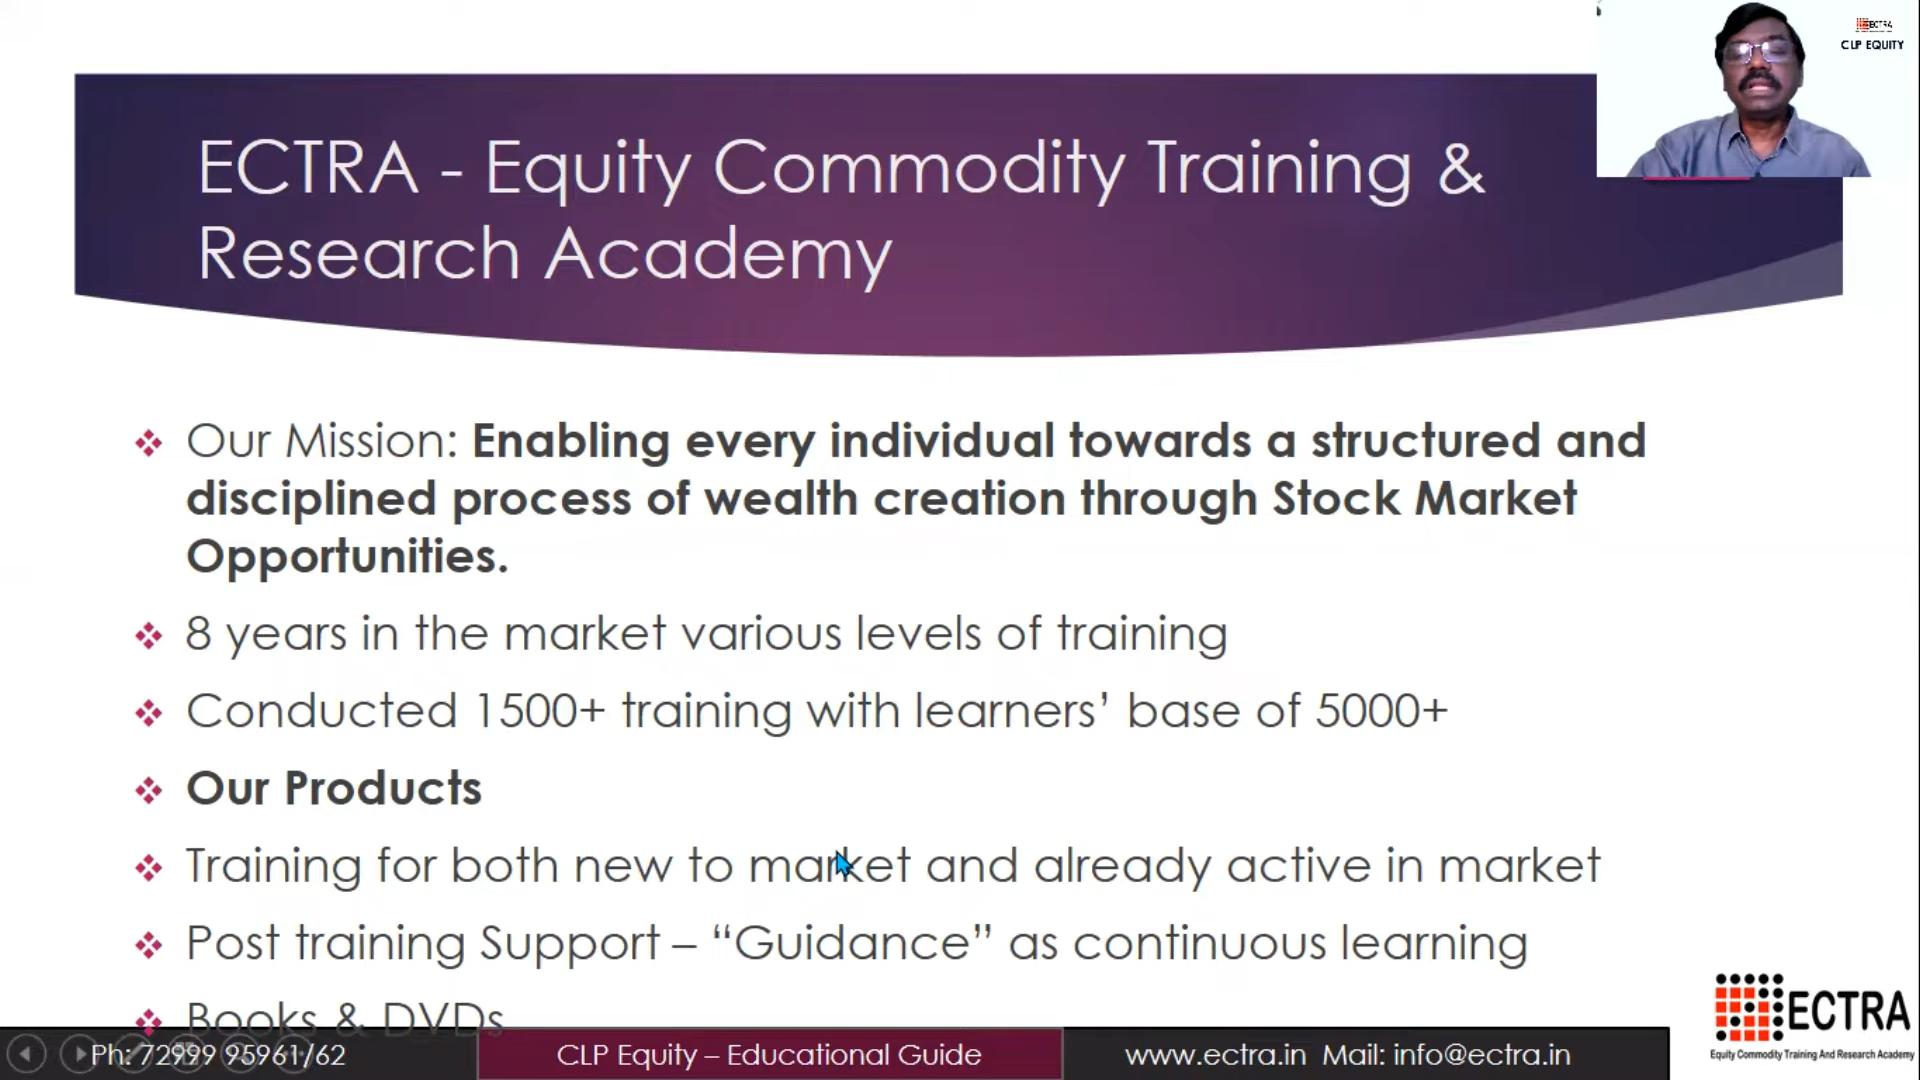 ECTRA
CLP EQUITY
ECTRA - Equity Commodity Training &
Research Academy
Our Mission: Enabling every individual towards a structured and
disciplined process of wealth creation through Stock Market
Opportunities.
8 years in the market various levels of training
Conducted 1500+ training with learners’ base of 5000+
Our Products
Training for both new to market and already active in market
Post training Support – “Guidance” as continuous learning
Books & DVDs
Ph: 72999 95961/62
CLP Equity – Educational Guide
www.ectra.in Mail: info@ectra.in
ECTRA
Equity Commodity Training And Research Academy